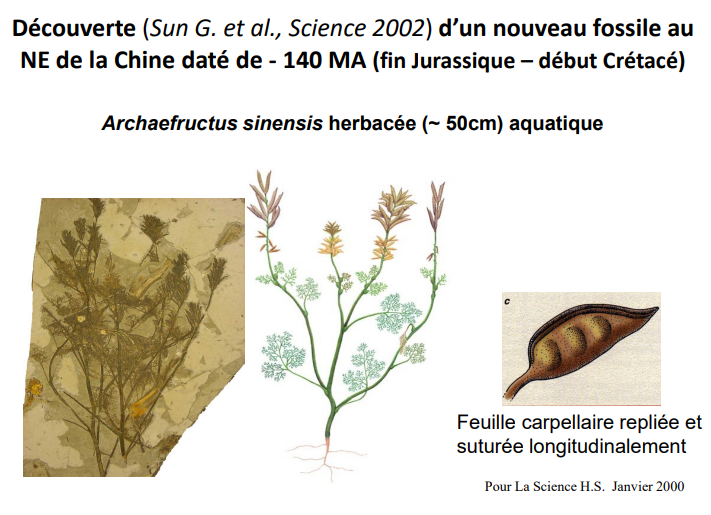 Découverte (Sun G. et al., Science 2002) d’un nouveau fossile au
NE de la Chine daté de - 140 MA (fin Jurassique – début Crétacé)
Archaefructus sinensis herbacée (~ 50cm) aquatique
c
Feuille carpellaire repliée et
suturée longitudinalement
Pour La Science H.S. Janvier 2000